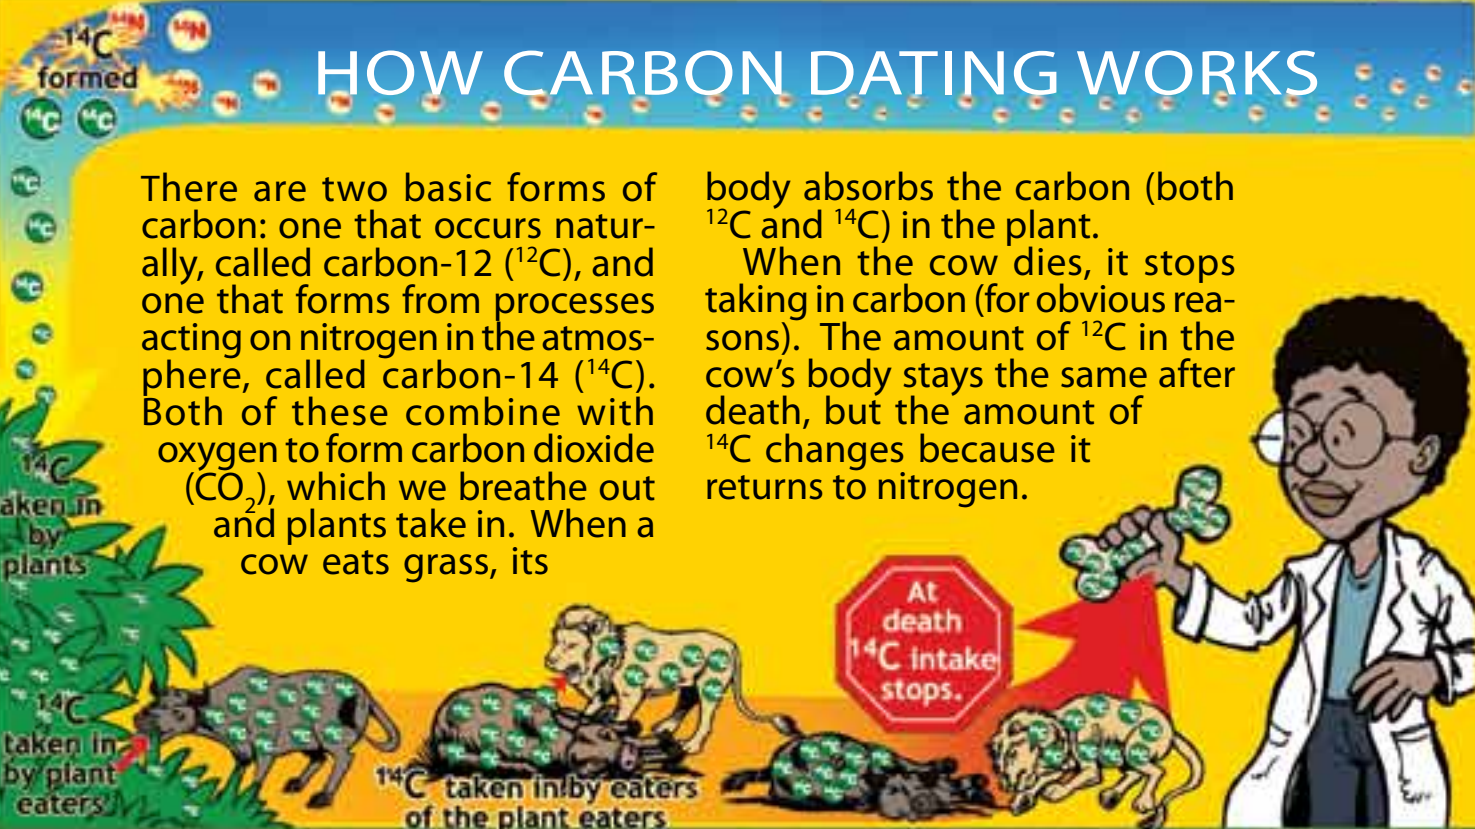 HOW CARBON DATING WORKS
¹⁴C
formed
¹⁴N
¹⁴N
¹⁴C ¹⁴C
There are two basic forms of
carbon: one that occurs natur-
ally, called carbon-12 (¹²C), and
one that forms from processes
acting on nitrogen in the atmos-
phere, called carbon-14 (¹⁴C).
Both of these combine with
oxygen to form carbon dioxide
(CO₂), which we breathe out
and plants take in. When a
cow eats grass, its
body absorbs the carbon (both
¹²C and ¹⁴C) in the plant.
When the cow dies, it stops
taking in carbon (for obvious rea-
sons). The amount of ¹²C in the
cow’s body stays the same after
death, but the amount of
¹⁴C changes because it
returns to nitrogen.
¹⁴C
taken in
by
plants
¹⁴C
taken in
by plant
eaters
¹⁴C taken in by eaters
of the plant eaters
At
death
¹⁴C intake
stops.